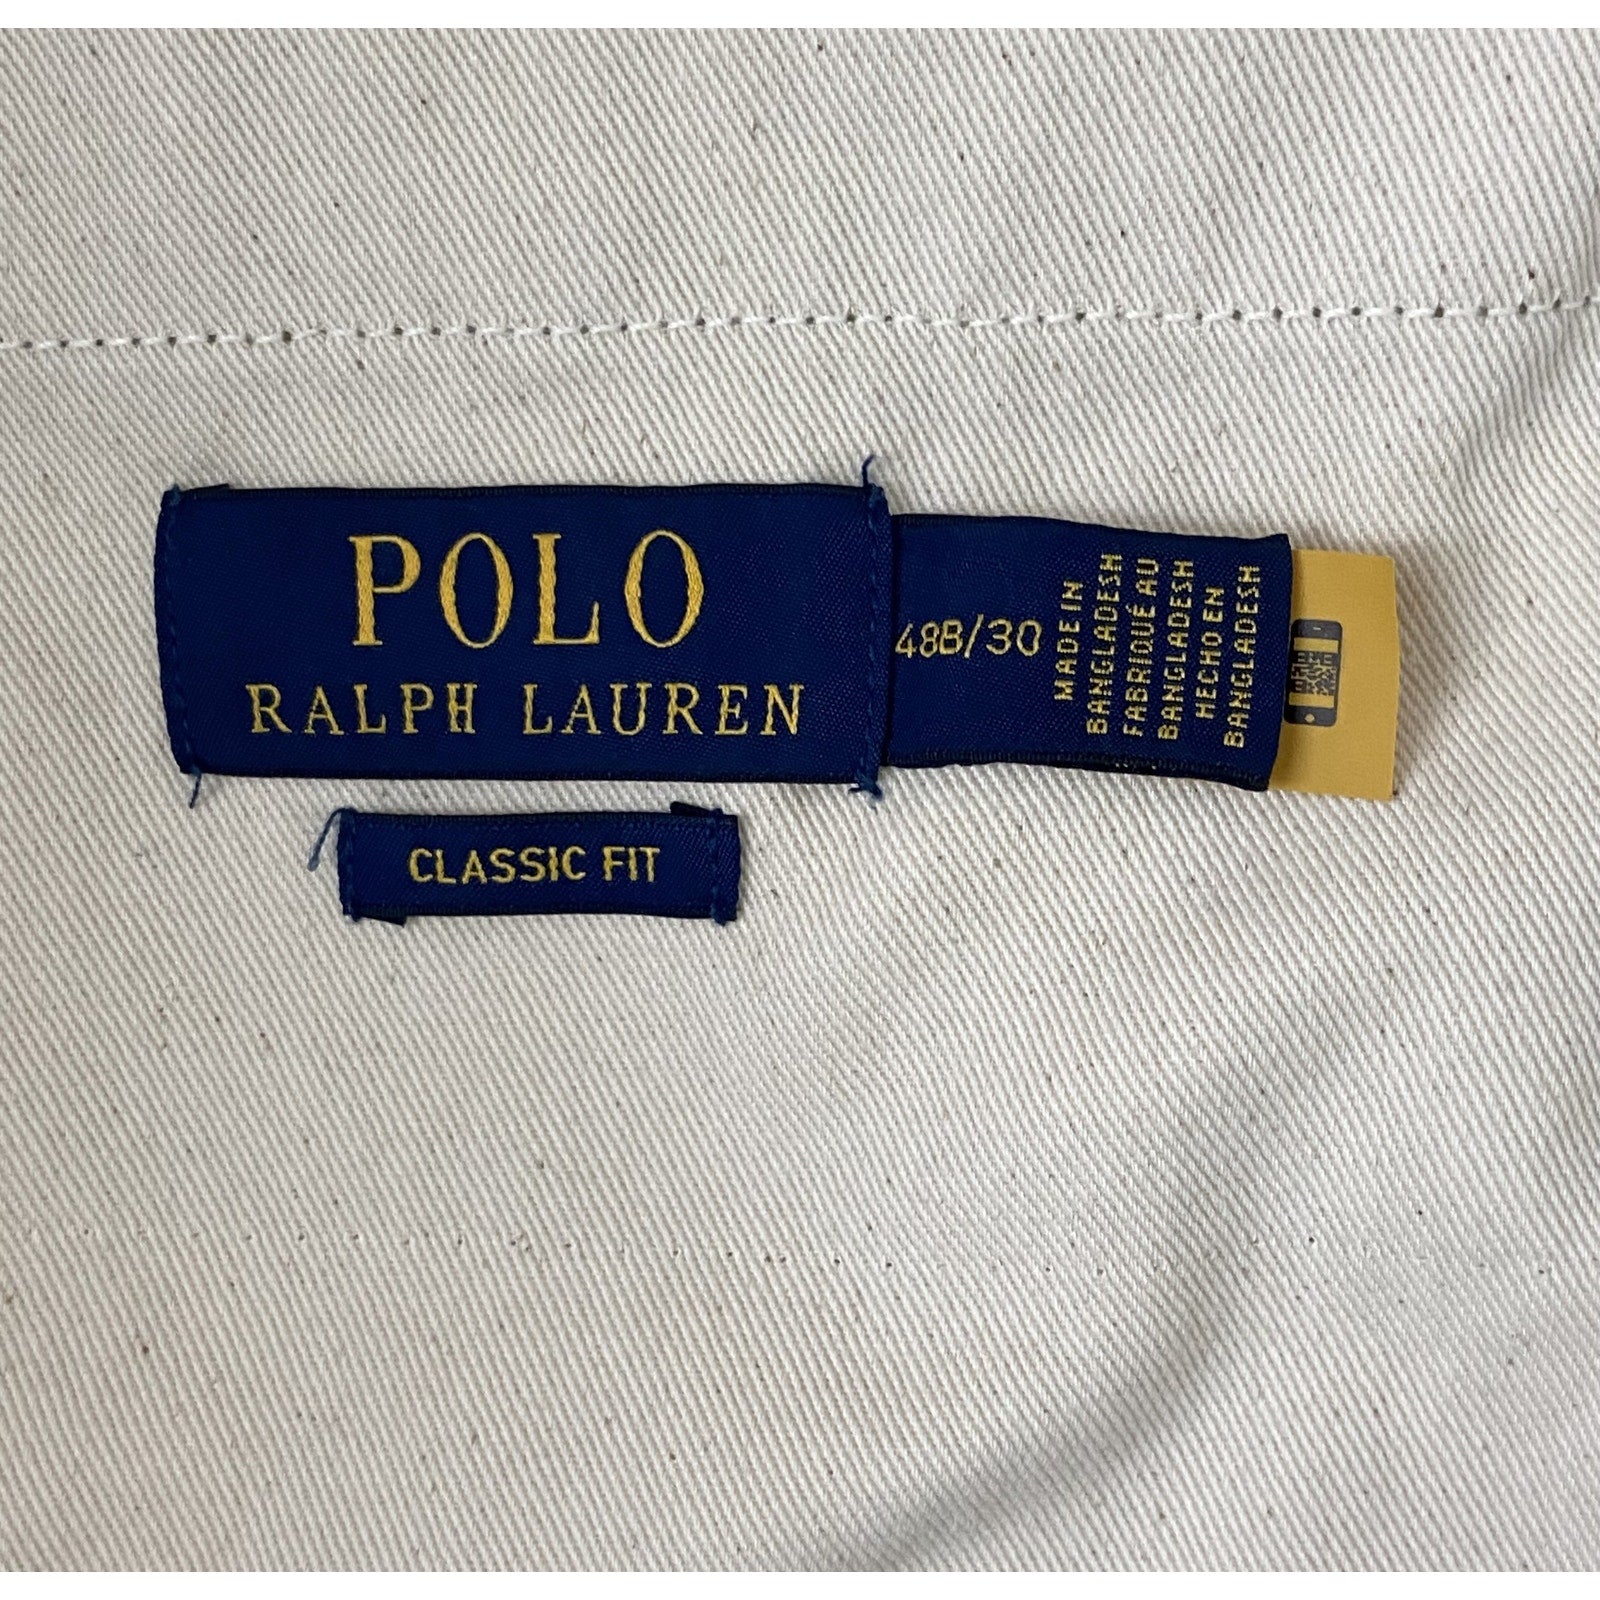 POLO
RALPH LAUREN
48B/30
MADE IN
BANGLADESH
FABRIQUÉ AU
BANGLADESH
HECHO EN
BANGLADESH
CLASSIC FIT